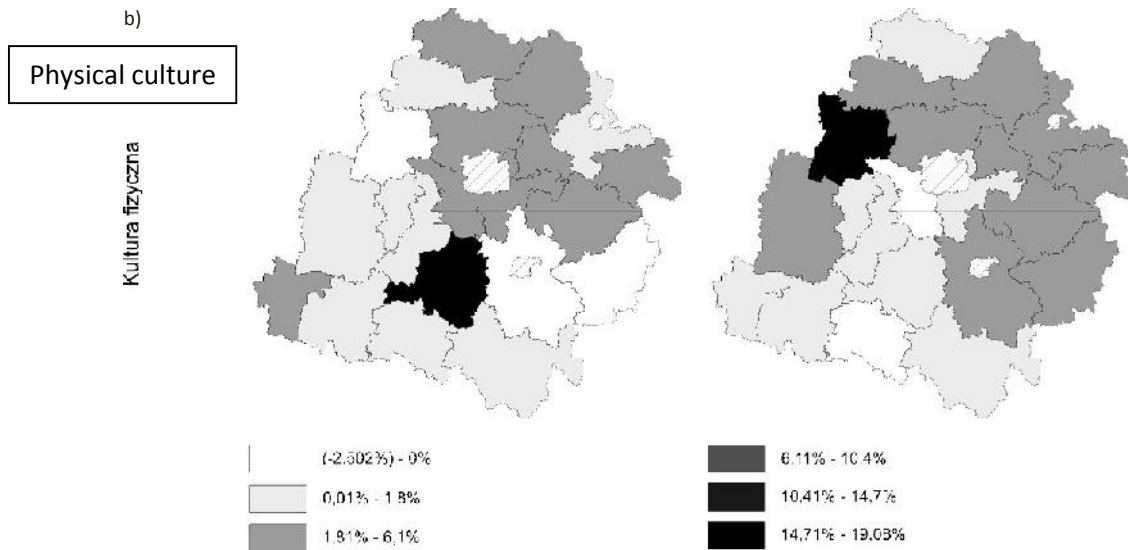 b)
Physical culture
Kultura fizyczna
(-2.502%) - 0%
0,01% - 1.8%
1.81% - 6,1%
6.11% - 10.4%
10,41% - 14,7%
14,71% - 19.03%